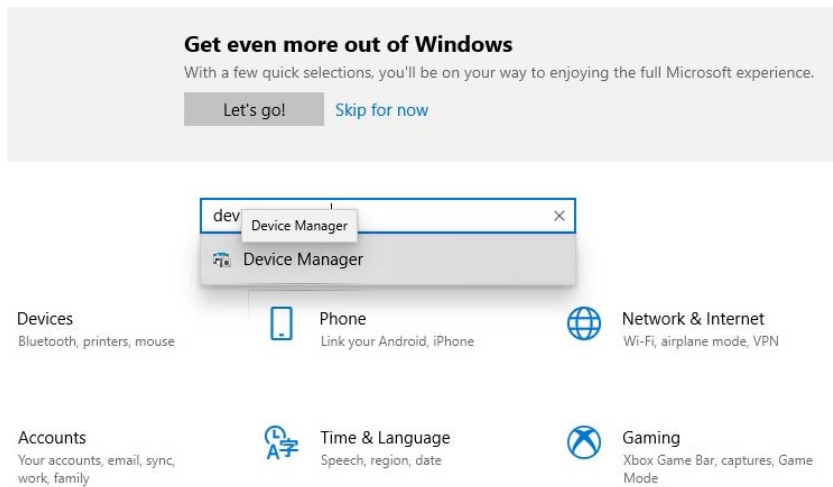 Get even more out of Windows
With a few quick selections, you'll be on your way to enjoying the full Microsoft experience.
Let's go! Skip for now
dev
Device Manager
Device Manager
Devices
Bluetooth, printers, mouse
Phone
Link your Android, iPhone
Network & Internet
Wi-Fi, airplane mode, VPN
Accounts
Your accounts, email, sync,
work, family
Time & Language
Speech, region, date
Gaming
Xbox Game Bar, captures, Game
Mode